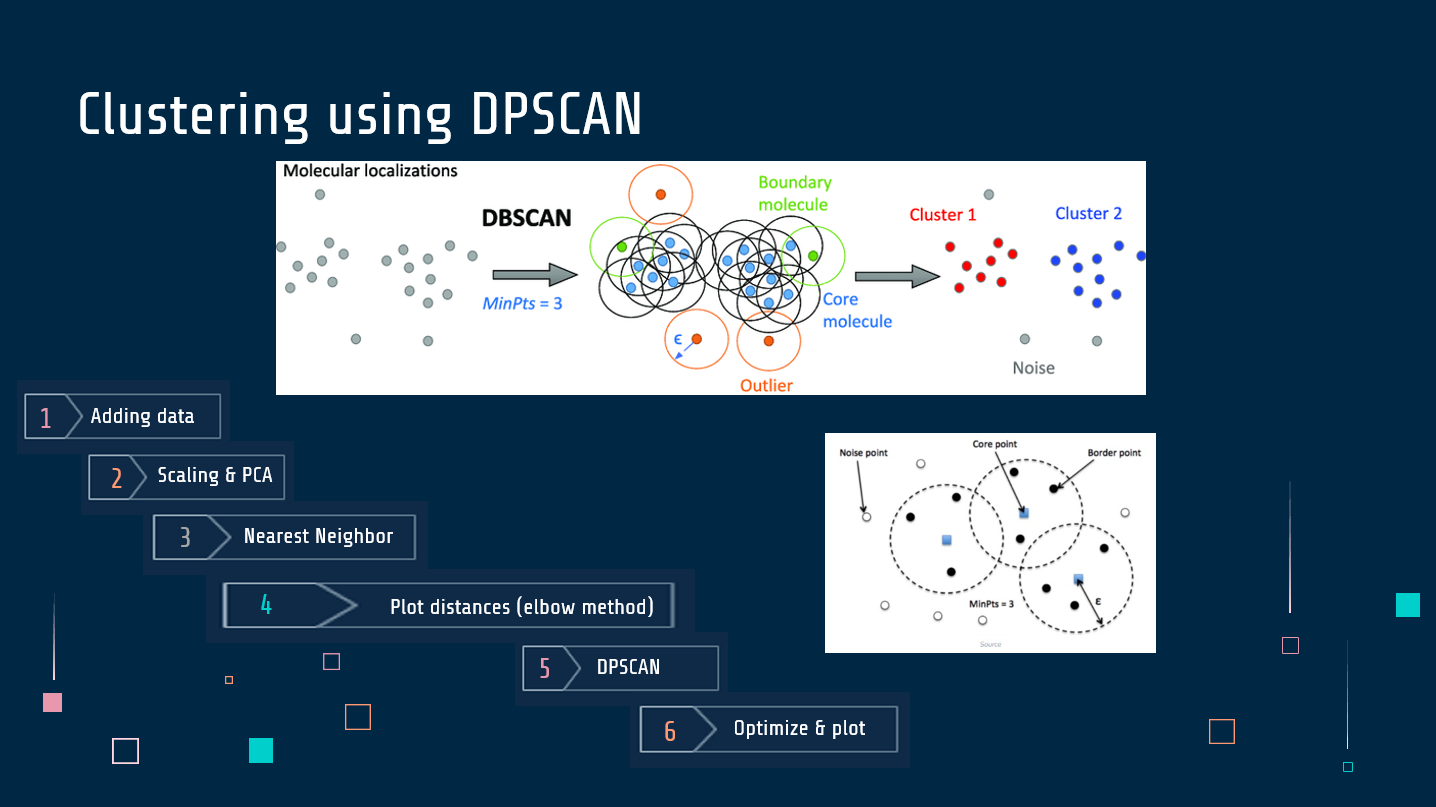 Clustering using DPSCAN
Molecular localizations
DBSCAN
MinPts = 3
Boundary
molecule
Core
molecule
ϵ
Outlier
Cluster 1
Cluster 2
Noise
1 Adding data
2 Scaling & PCA
3 Nearest Neighbor
4 Plot distances (elbow method)
5 DPSCAN
6 Optimize & plot
Core point
Noise point
Border point
MinPts = 3
ε
Source